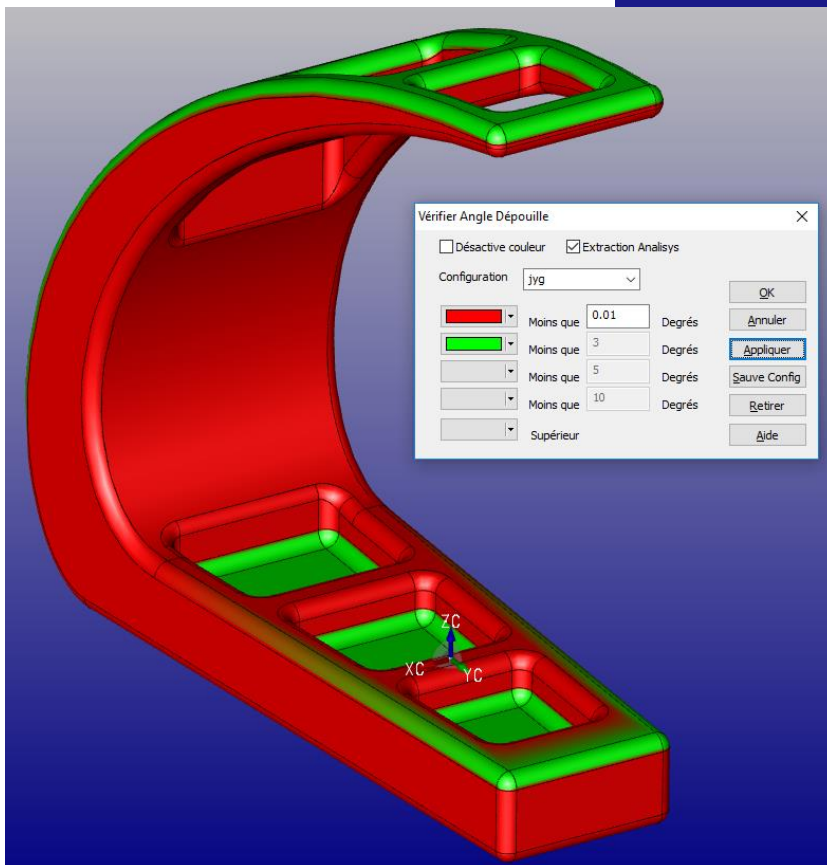 Vérifier Angle Dépouille
Désactive couleur Extraction Analisys
Configuration jyg
OK
Moins que 0.01 Degrés Annuler
Moins que 3 Degrés Appliquer
Moins que 5 Degrés Sauve Config
Moins que 10 Degrés Retirer
Supérieur Aide
ZC
XC YC